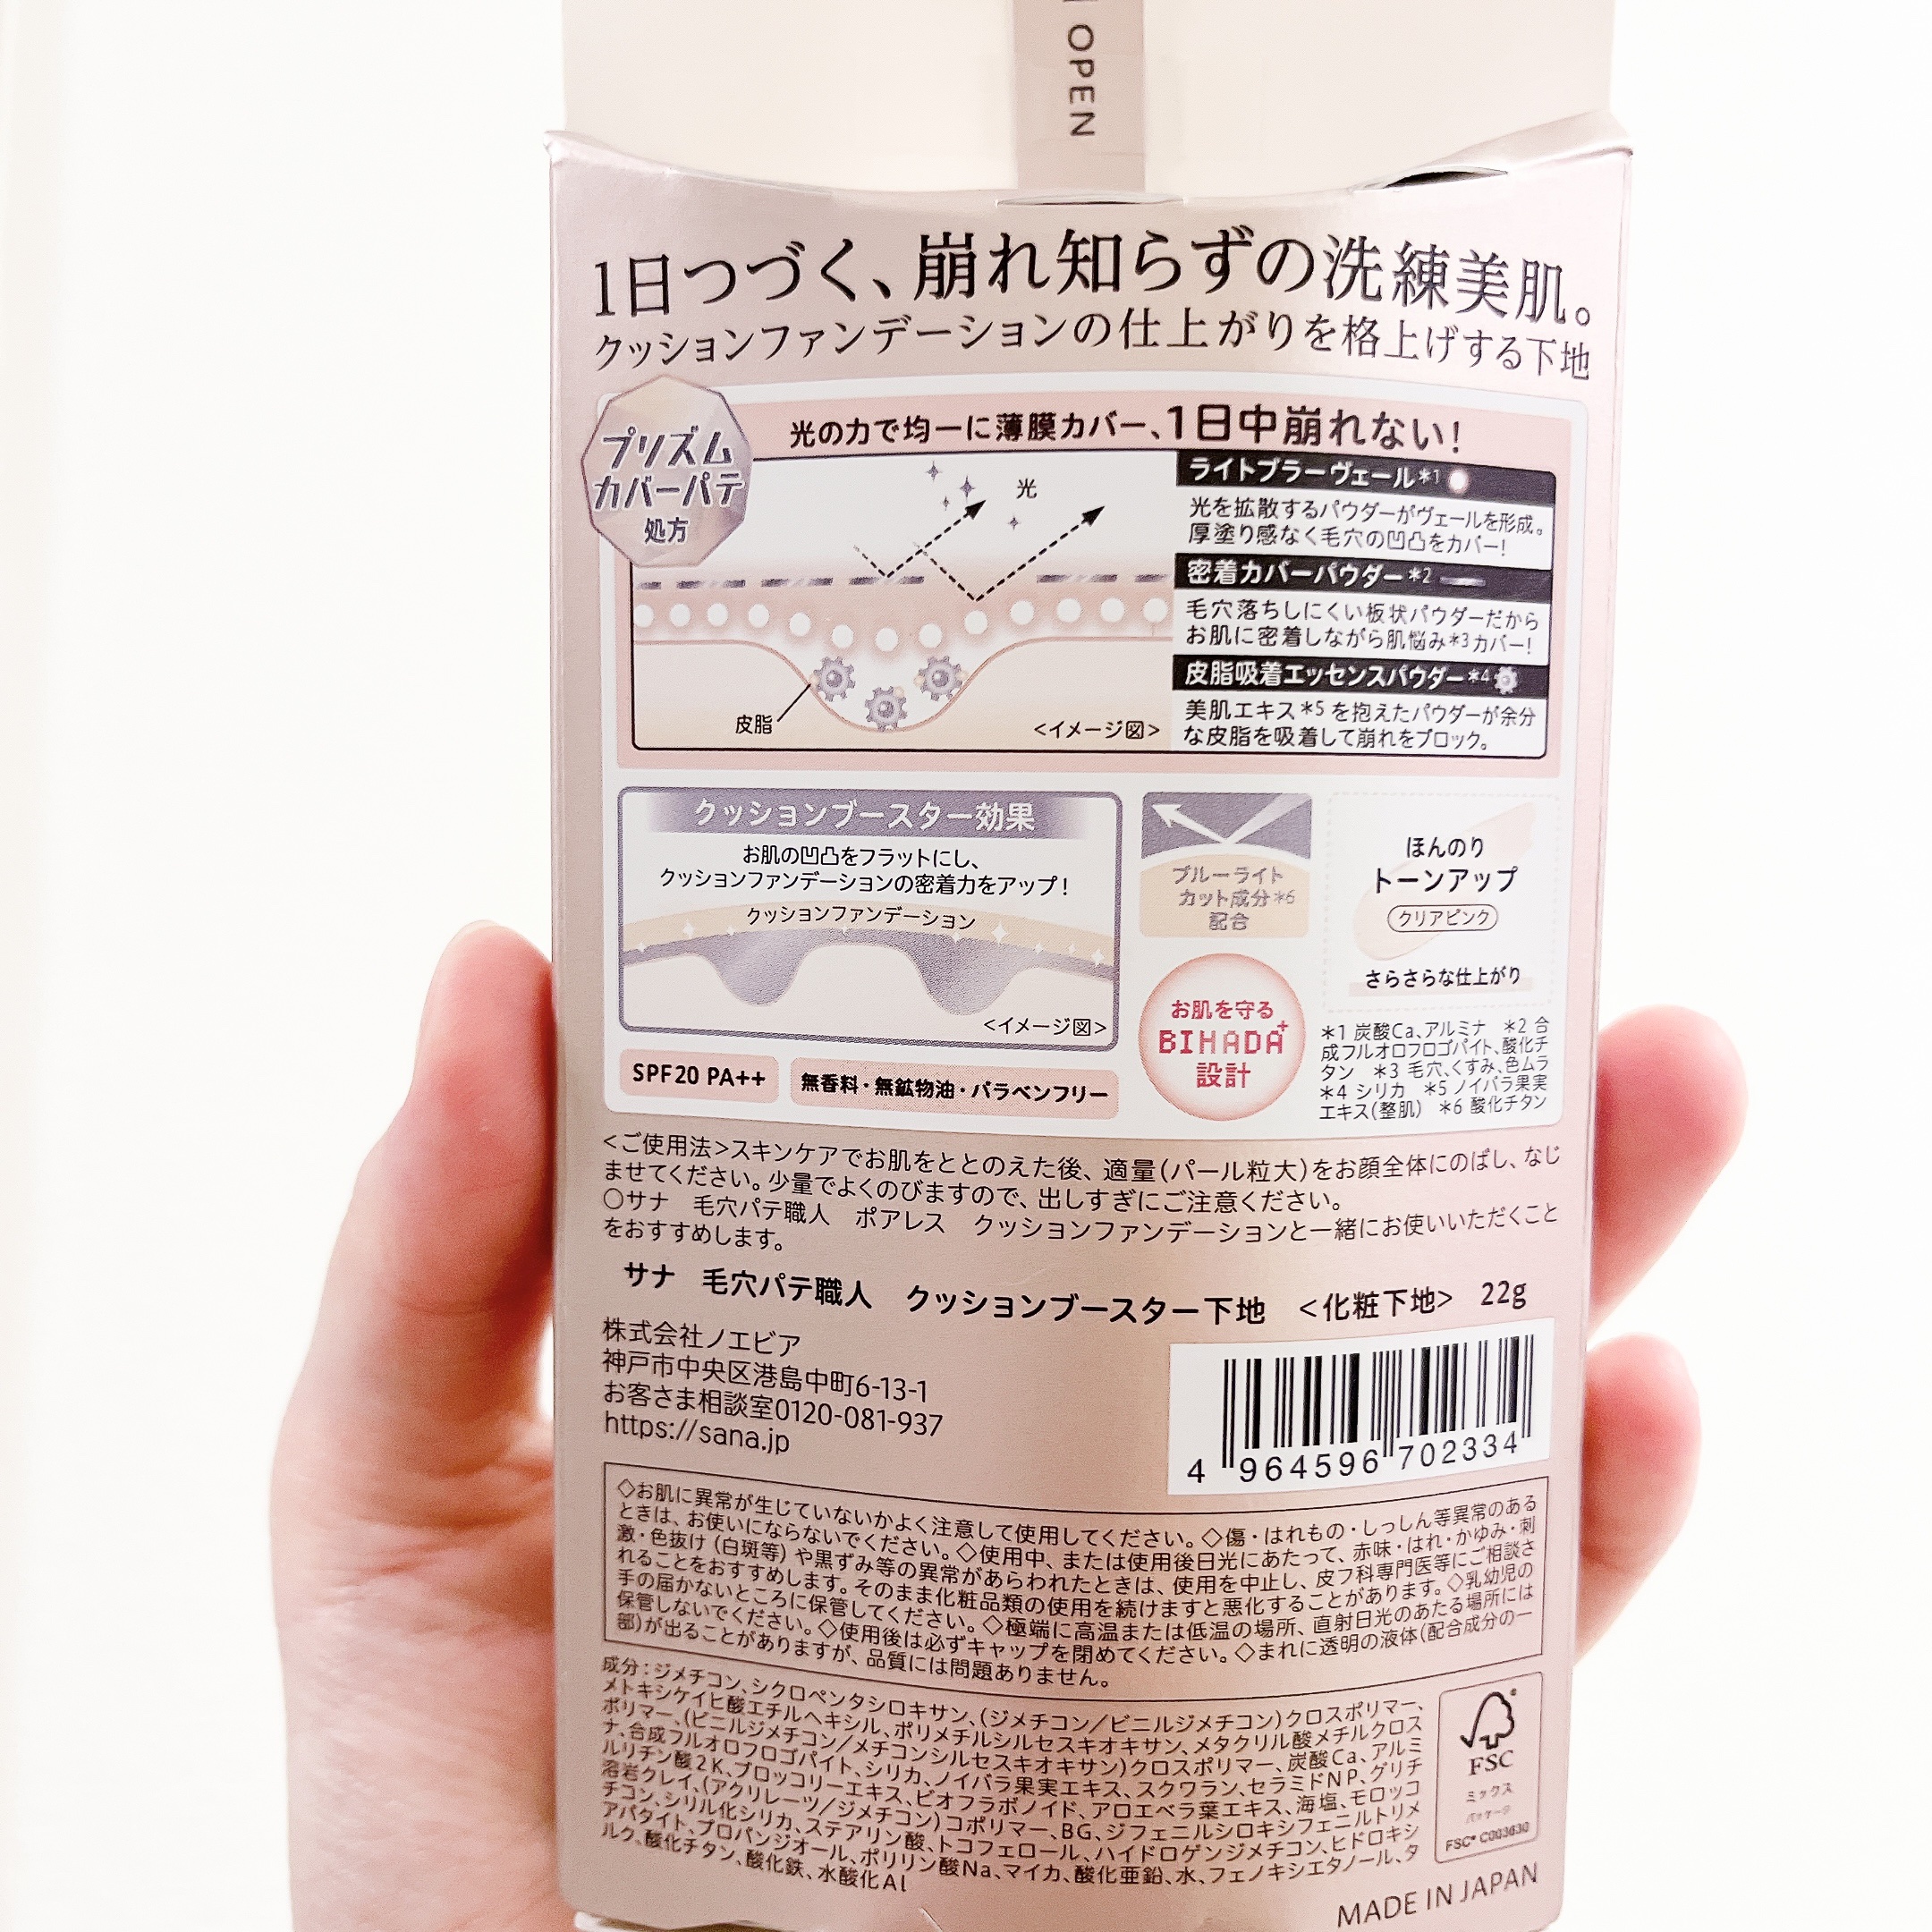 OPEN
1日つづく、崩れ知らずの洗練美肌。
クッションファンデーションの仕上がりを格上げする下地
プリズム
カバーパテ
処方
光の力で均一に薄膜カバー、1日中崩れない!
光
皮脂
<イメージ図>
ライトブラーヴェール*1
光を拡散するパウダーがヴェールを形成。
厚塗り感なく毛穴の凹凸をカバー!
密着カバーパウダー*2
毛穴落ちしにくい板状パウダーだから
お肌に密着しながら肌悩み*3カバー!
皮脂吸着エッセンスパウダー*4
美肌エキス*5を抱えたパウダーが余分
な皮脂を吸着して崩れをブロック。
クッションブースター効果
お肌の凹凸をフラットにし、
クッションファンデーションの密着力をアップ!
クッションファンデーション
<イメージ図>
ブルーライト
カット成分*6
配合
ほんのり
トーンアップ
クリアピンク
さらさらな仕上がり
お肌を守る
BIHADA+
設計
SPF20 PA++
無香料・無鉱物油・パラベンフリー
*1 炭酸Ca、アルミナ *2 合
成フルオロフロゴパイト、酸化チ
タン *3 毛穴、くすみ、色ムラ
*4 シリカ *5 ノイバラ果実
エキス(整肌) *6 酸化チタン
<ご使用法>スキンケアでお肌をととのえた後、適量(パール粒大)をお顔全体にのばし、なじ
ませてください。少量でよくのびますので、出しすぎにご注意ください。
○サナ 毛穴パテ職人 ポアレス クッションファンデーションと一緒にお使いいただくこと
をおすすめします。
サナ 毛穴パテ職人 クッションブースター下地 <化粧下地> 22g
株式会社ノエビア
神戸市中央区港島中町6-13-1
お客さま相談室0120-081-937
https://sana.jp
4 964596 702334
◇お肌に異常が生じていないかよく注意して使用してください。◇傷・はれもの・しっしん等異常のある
ときは、お使いにならないでください。◇使用中、または使用後日光にあたって、赤味・はれ・かゆみ・刺
激・色抜け(白斑等)や黒ずみ等の異常があらわれたときは、使用を中止し、皮フ科専門医等にご相談さ
れることをおすすめします。そのまま化粧品類の使用を続けますと悪化することがあります。◇乳幼児の
手の届かないところに保管してください。◇極端に高温または低温の場所、直射日光のあたる場所には
保管しないでください。◇使用後は必ずキャップを閉めてください。◇まれに透明の液体(配合成分の一
部)が出ることがありますが、品質には問題ありません。
成分:ジメチコン、シクロペンタシロキサン、(ジメチコン/ビニルジメチコン)クロスポリマー、
メトキシケイヒ酸エチルヘキシル、ポリメチルシルセスキオキサン、メタクリル酸メチルクロス
ポリマー、(ビニルジメチコン/メチコンシルセスキオキサン)クロスポリマー、炭酸Ca、アルミ
ナ、合成フルオロフロゴパイト、シリカ、ノイバラ果実エキス、スクワラン、セラミドNP、グリチ
ルリチン酸2K、ブロッコリーエキス、ビオフラボノイド、アロエベラ葉エキス、海塩、モロッコ
溶岩クレイ、(アクリレーツ/ジメチコン)コポリマー、BG、ジフェニルシロキシフェニルトリメ
チコン、シリル化シリカ、ステアリン酸、トコフェロール、ハイドロゲンジメチコン、ヒドロキシ
アパタイト、プロパンジオール、ポリリン酸Na、マイカ、酸化亜鉛、水、フェノキシエタノール、タ
ルク、酸化チタン、酸化鉄、水酸化Al
FSC
ミックス
パッケージ
FSC® C003630
MADE IN JAPAN